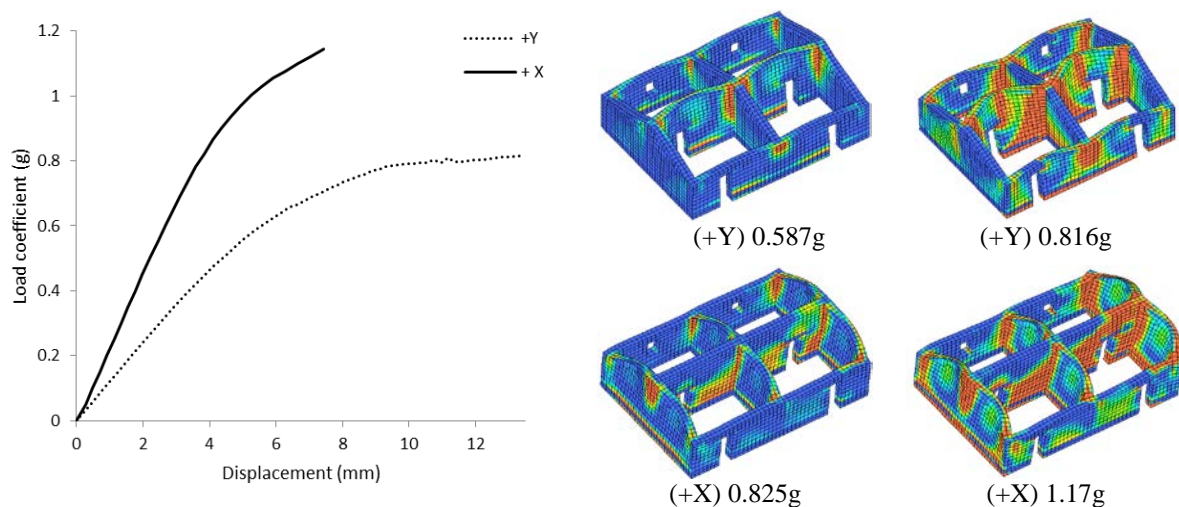 1.2
1
0.8
0.6
0.4
0.2
0
Load coefficient (g)
0 2 4 6 8 10 12
Displacement (mm)
+Y
+ X
(+Y) 0.587g
(+Y) 0.816g
(+X) 0.825g
(+X) 1.17g